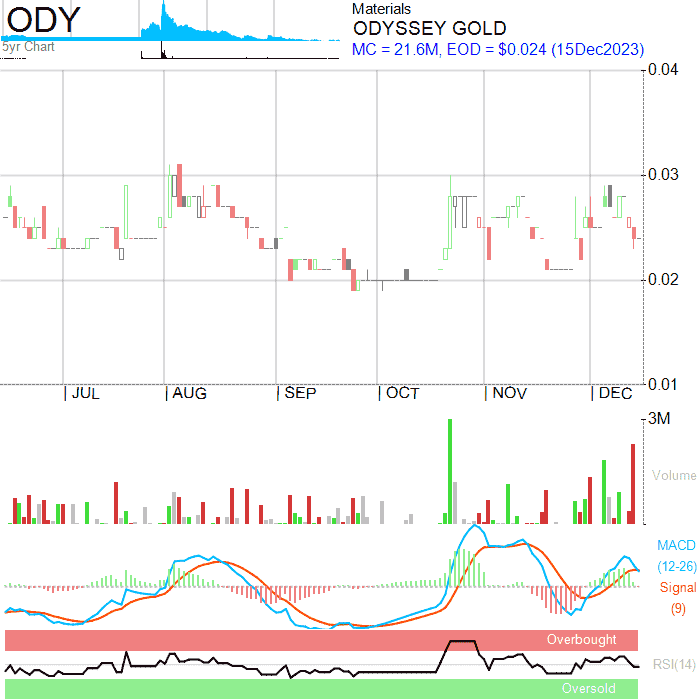 ODY
5yr Chart
Materials
ODYSSEY GOLD
MC = 21.6M, EOD = $0.024 (15Dec2023)
0.04
0.03
0.02
0.01
JUL AUG SEP OCT NOV DEC
3M
Volume
MACD
(12-26)
Signal
(9)
Overbought
RSI(14)
Oversold